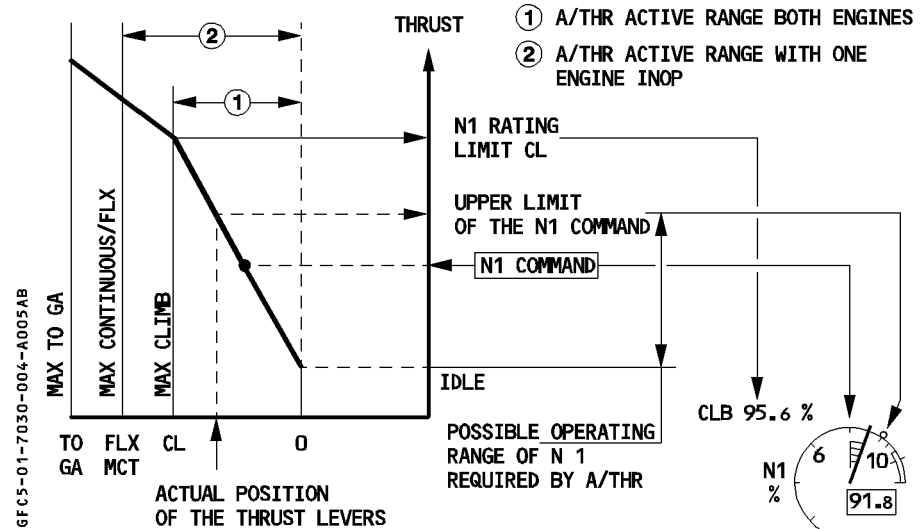 ① A/THR ACTIVE RANGE BOTH ENGINES
② A/THR ACTIVE RANGE WITH ONE
ENGINE INOP
THRUST
②
①
N1 RATING
LIMIT CL
UPPER LIMIT
OF THE N1 COMMAND
N1 COMMAND
IDLE
MAX TO GA
MAX CONTINUOUS/FLX
MAX CLIMB
TO
GA
FLX
MCT
CL
0
ACTUAL POSITION
OF THE THRUST LEVERS
POSSIBLE OPERATING
RANGE OF N 1
REQUIRED BY A/THR
CLB 95.6 %
N1
%
6
10
91.8
GFC5-01-7030-004-A005AB